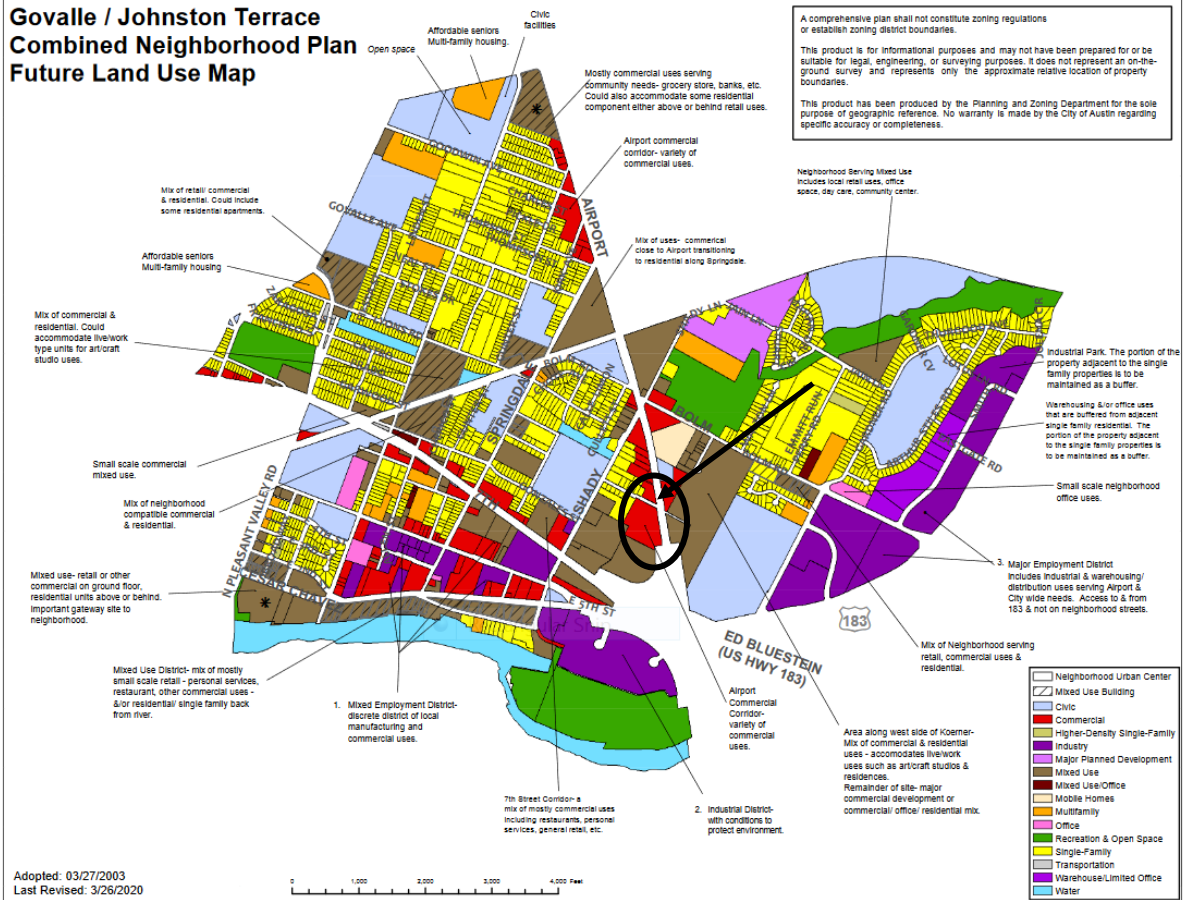 Govalle / Johnston Terrace
Combined Neighborhood Plan
Future Land Use Map
A comprehensive plan shall not constitute zoning regulations
or establish zoning district boundaries.
This product is for informational purposes and may not have been prepared for or be
suitable for legal, engineering, or surveying purposes. It does not represent an on-the-
ground survey and represents only the approximate relative location of property
boundaries.
This product has been produced by the Planning and Zoning Department for the sole
purpose of geographic reference. No warranty is made by the City of Austin regarding
specific accuracy or completeness.
Open space
Affordable seniors
Multi-family housing.
Civic
facilities
Mostly commercial uses serving
community needs- grocery store, banks, etc.
Could also accommodate some residential
component either above or behind retail uses.
Airport commercial
corridor- variety of
commercial uses.
Neighborhood Serving Mixed Use
includes local retail uses, office
space, day care, community center.
Mix of retail/ commercial
& residential. Could include
some residential apartments.
Mix of uses- commerical
close to Airport transitioning
to residential along Springdale.
Affordable seniors
Multi-family housing
Mix of commercial &
residential. Could
accommodate live/work
type units for art/craft
studio uses.
Industrial Park. The portion of the
property adjacent to the single
family properties is to be
maintained as a buffer.
Warehousing &/or office uses
that are buffered from adjacent
single family residential. The
portion of the property adjacent
to the single family properties is
to be maintained as a buffer.
Small scale commercial
mixed use.
Small scale neighborhood
office uses.
Mix of neighborhood
compatible commercial
& residential.
3. Major Employment District
includes industrial & warehousing/
distribution uses serving Airport &
City wide needs. Access to & from
183 & not on neighborhood streets.
Mixed use- retail or other
commercial on ground floor,
residential units above or behind.
Important gateway site to
neighborhood.
Mix of Neighborhood serving
retail, commercial uses &
residential.
Mixed Use District- mix of mostly
small scale retail - personal services,
restaurant, other commercial uses -
&/or residential/ single family back
from river.
1. Mixed Employment District-
discrete district of local
manufacturing and
commercial uses.
Airport
Commercial
Corridor-
variety of
commercial
uses.
Area along west side of Koerner-
Mix of commercial & residential
uses - accomodates live/work
uses such as art/craft studios &
residences.
Remainder of site- major
commercial development or
commercial/ office/ residential mix.
7th Street Corridor- a
mix of mostly commercial uses
including restaurants, personal
services, general retail, etc.
2. Industrial District-
with conditions to
protect environment.
GOODWIN AVE
GOVALLE AVE
AIRPORT
SPRINGDALE
BOLM RD
BOLM
SHADY
7TH
N PLEASANT VALLEY RD
CESAR CHAVEZ
E 5TH ST
EMMITT RUN
GARDNER CV
ARTHUR STILES RD
ED BLUESTEIN
(US HWY 183)
183
Neighborhood Urban Center
Mixed Use Building
Civic
Commercial
Higher-Density Single-Family
Industry
Major Planned Development
Mixed Use
Mixed Use/Office
Mobile Homes
Multifamily
Office
Recreation & Open Space
Single-Family
Transportation
Warehouse/Limited Office
Water
Adopted: 03/27/2003
Last Revised: 3/26/2020
0 1,000 2,000 3,000 4,000 Feet